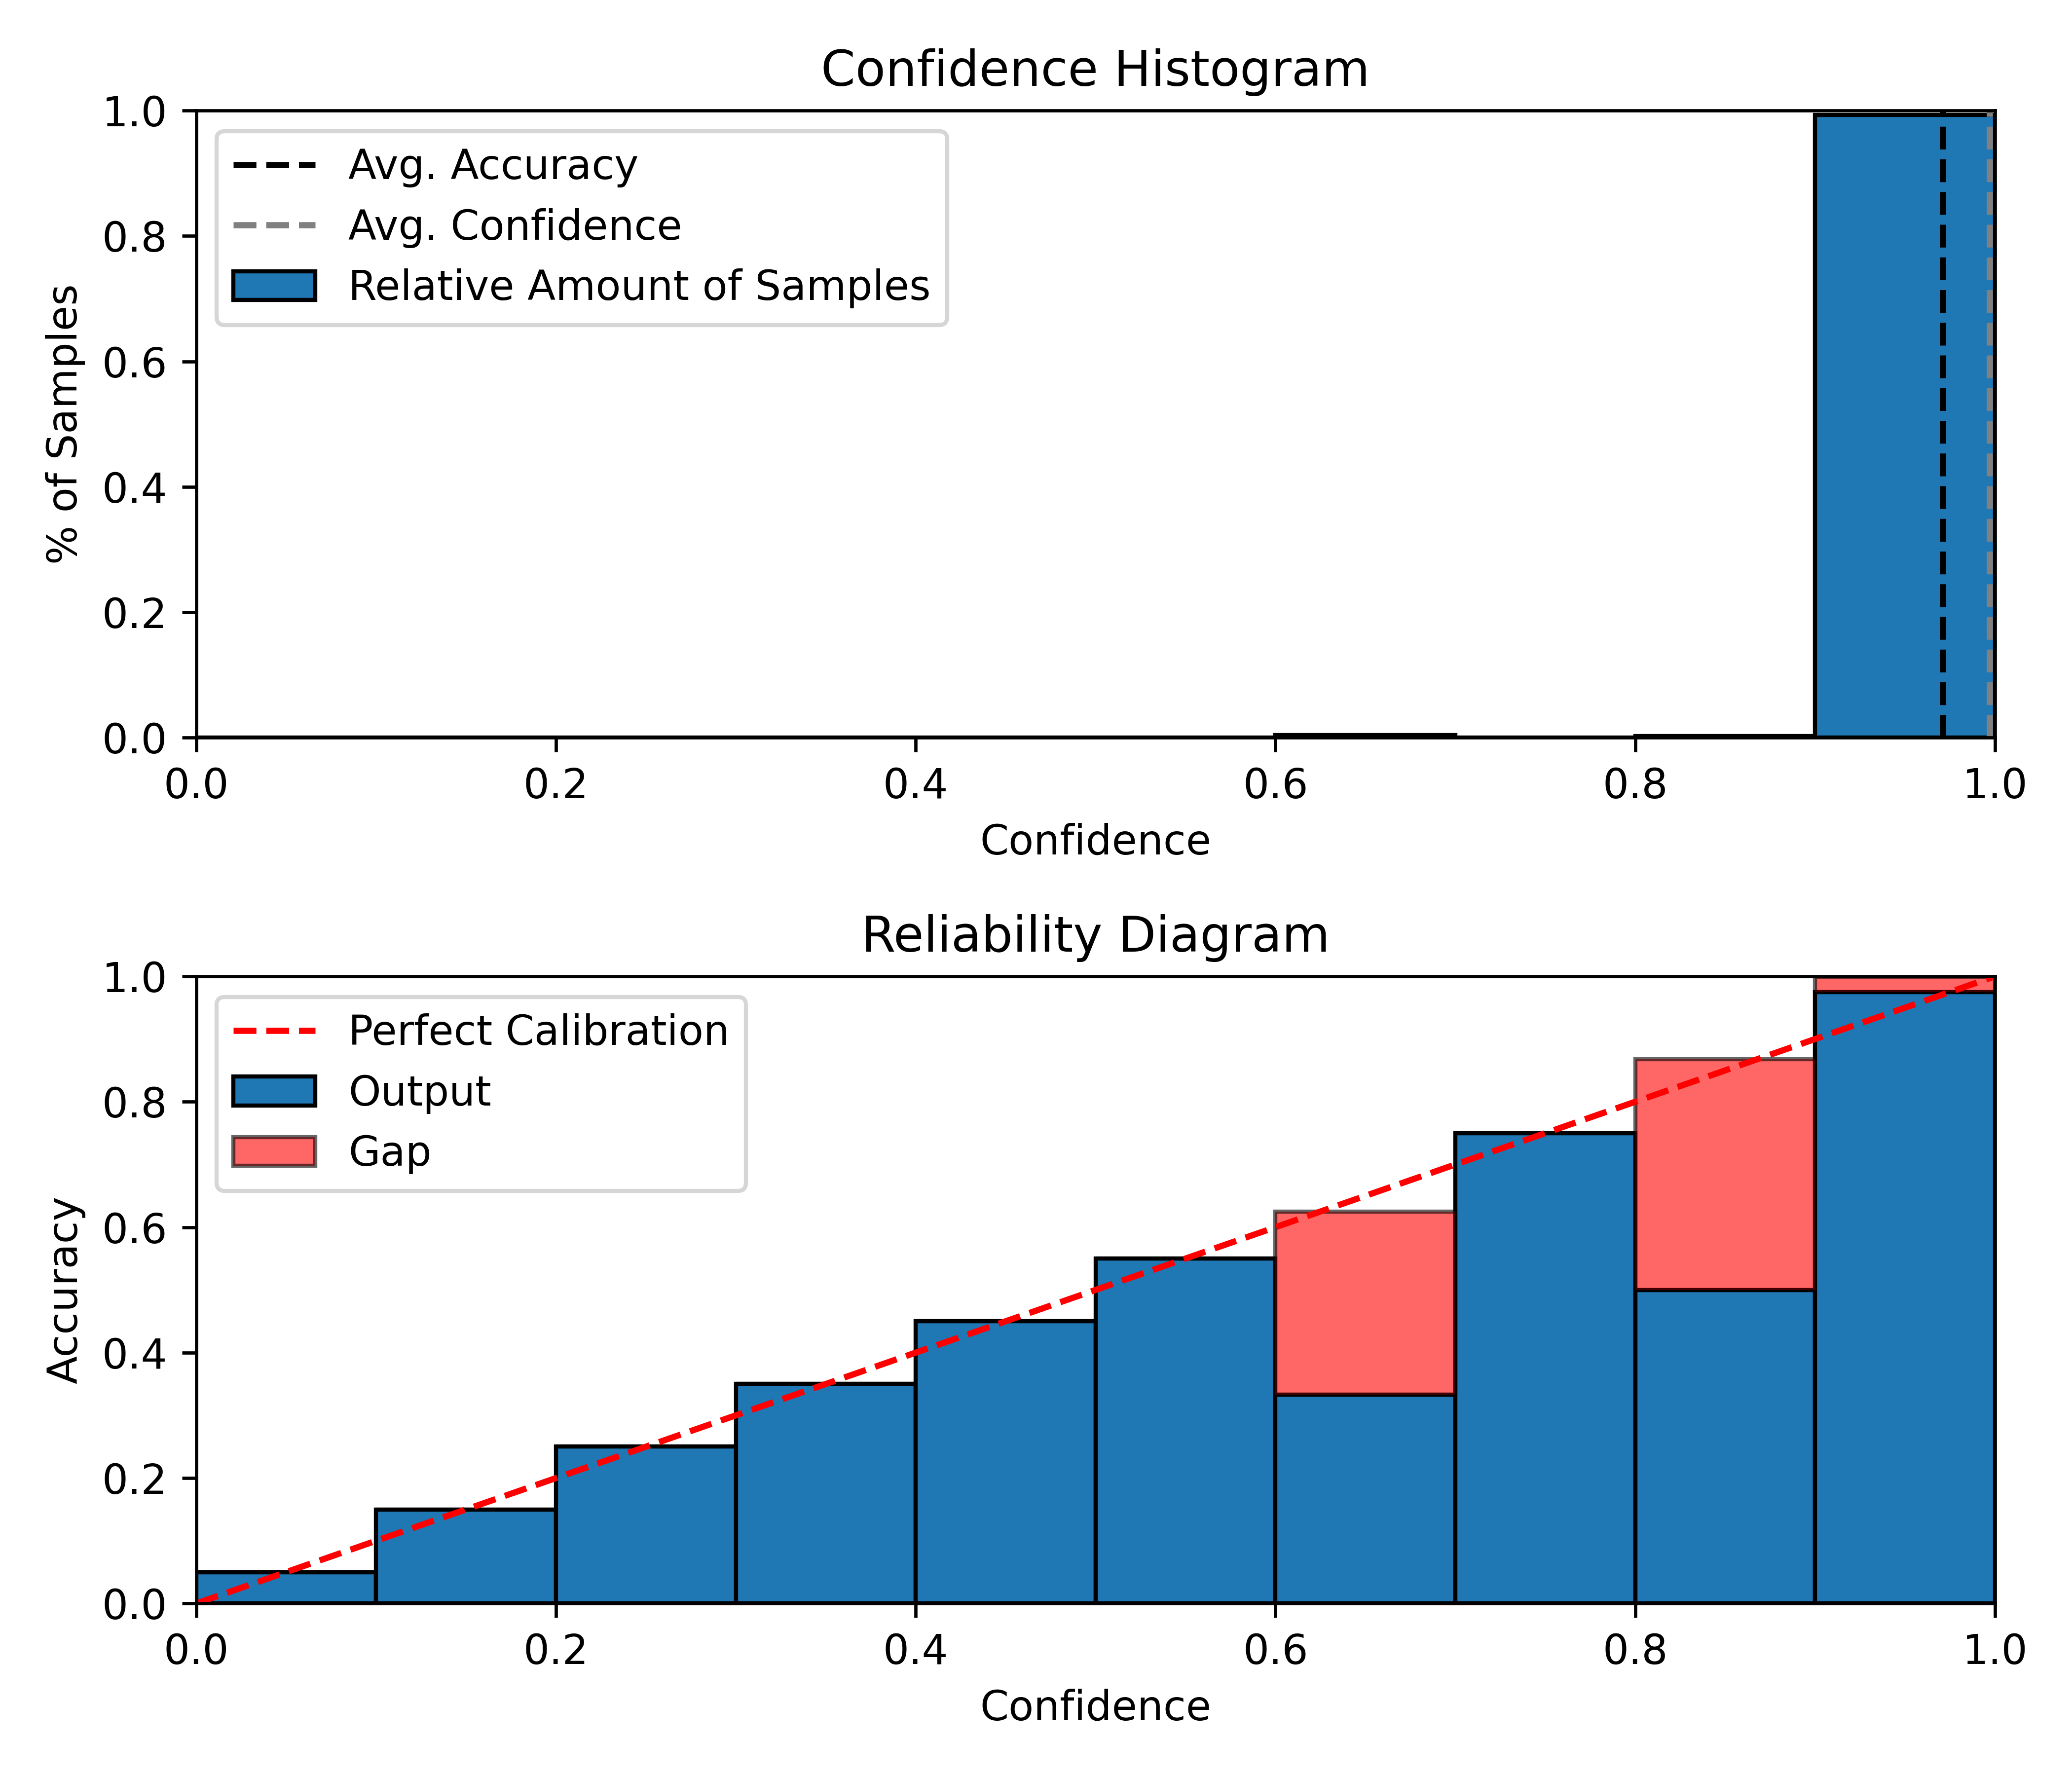 Confidence Histogram
1.0
0.8
0.6
0.4
0.2
0.0
% of Samples
Avg. Accuracy
Avg. Confidence
Relative Amount of Samples
0.0 0.2 0.4 0.6 0.8 1.0
Confidence
Reliability Diagram
1.0
0.8
0.6
0.4
0.2
0.0
Accuracy
Perfect Calibration
Output
Gap
0.0 0.2 0.4 0.6 0.8 1.0
Confidence